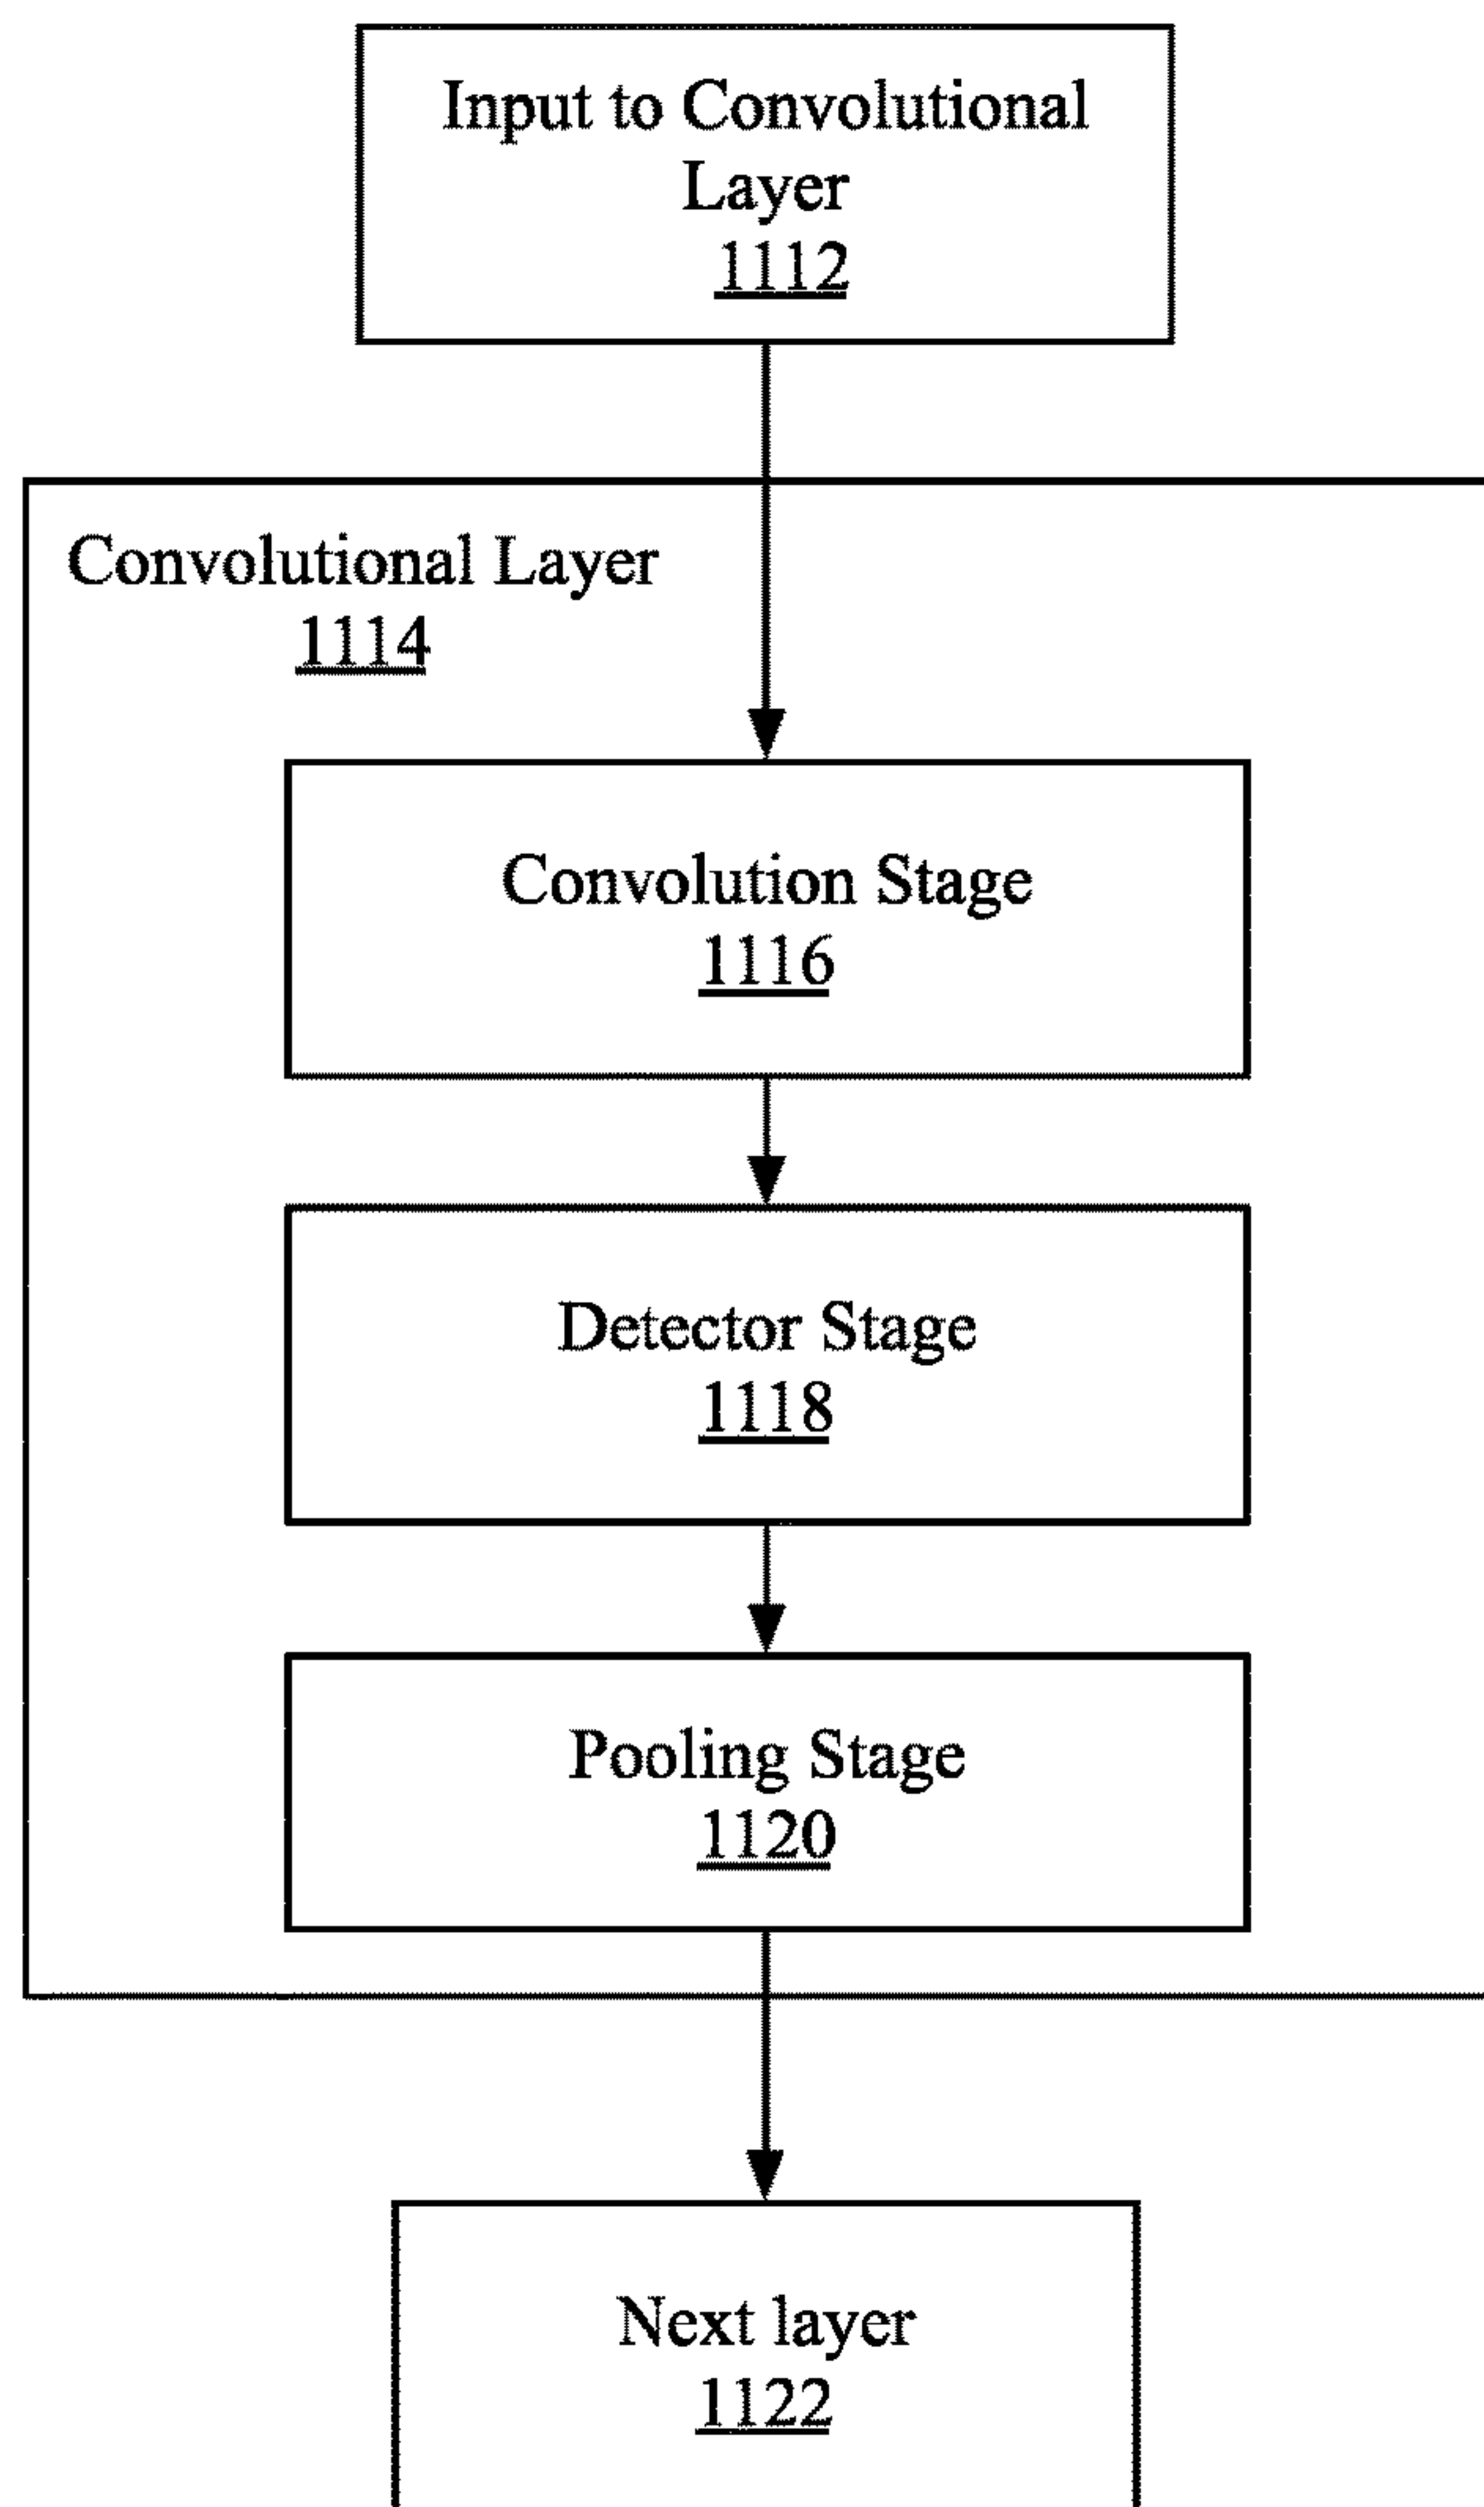 Input to Convolutional
Layer
1112
Convolutional Layer
1114
Convolution Stage
1116
Detector Stage
1118
Pooling Stage
1120
Next layer
1122